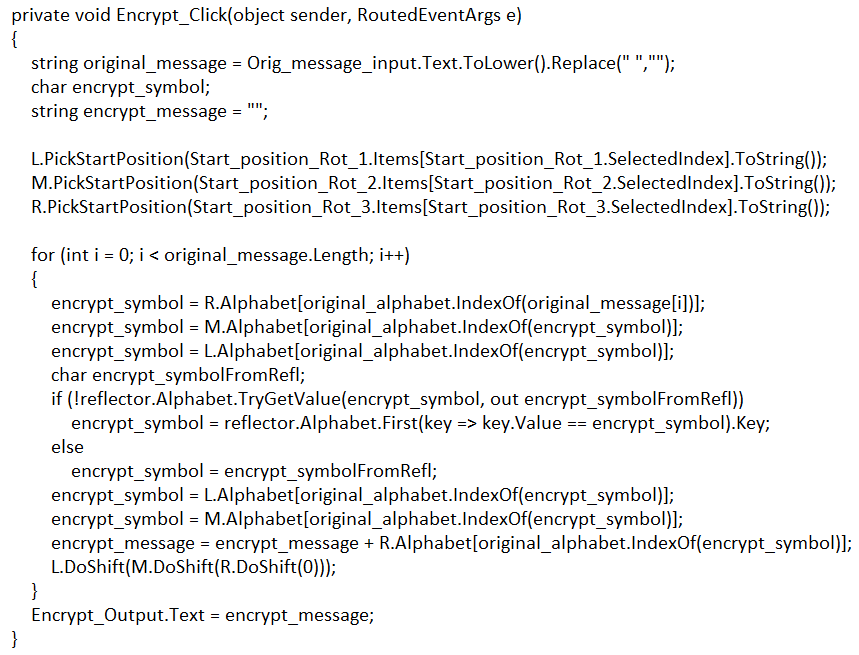 private void Encrypt_Click(object sender, RoutedEventArgs e)
{
string original_message = Orig_message_input.Text.ToLower().Replace(" ","");
char encrypt_symbol;
string encrypt_message = "";
L.PickStartPosition(Start_position_Rot_1.Items[Start_position_Rot_1.SelectedIndex].ToString());
M.PickStartPosition(Start_position_Rot_2.Items[Start_position_Rot_2.SelectedIndex].ToString());
R.PickStartPosition(Start_position_Rot_3.Items[Start_position_Rot_3.SelectedIndex].ToString());
for (int i = 0; i < original_message.Length; i++)
{
encrypt_symbol = R.Alphabet[original_alphabet.IndexOf(original_message[i])];
encrypt_symbol = M.Alphabet[original_alphabet.IndexOf(encrypt_symbol)];
encrypt_symbol = L.Alphabet[original_alphabet.IndexOf(encrypt_symbol)];
char encrypt_symbolFromRefl;
if (!reflector.Alphabet.TryGetValue(encrypt_symbol, out encrypt_symbolFromRefl))
encrypt_symbol = reflector.Alphabet.First(key => key.Value == encrypt_symbol).Key;
else
encrypt_symbol = encrypt_symbolFromRefl;
encrypt_symbol = L.Alphabet[original_alphabet.IndexOf(encrypt_symbol)];
encrypt_symbol = M.Alphabet[original_alphabet.IndexOf(encrypt_symbol)];
encrypt_message = encrypt_message + R.Alphabet[original_alphabet.IndexOf(encrypt_symbol)];
L.DoShift(M.DoShift(R.DoShift(0)));
}
Encrypt_Output.Text = encrypt_message;
}